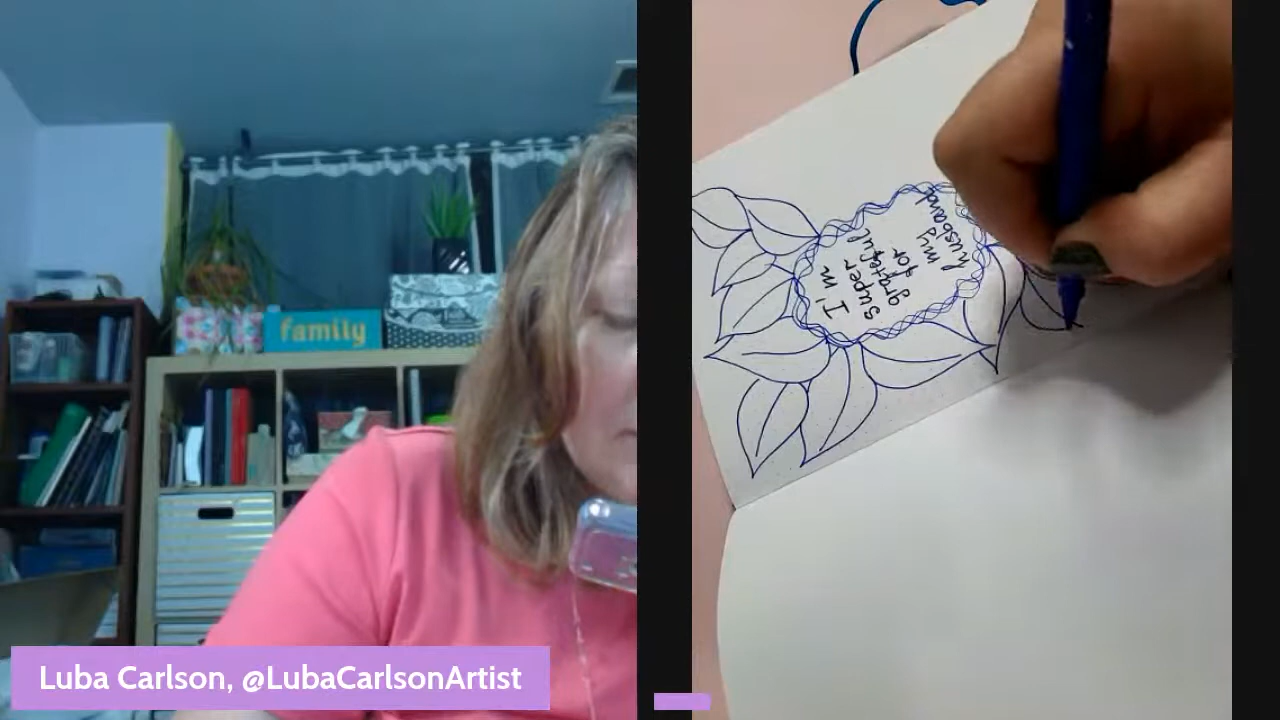 family
I'm
super
grateful
for
my
husband
Luba Carlson, @LubaCarlsonArtist